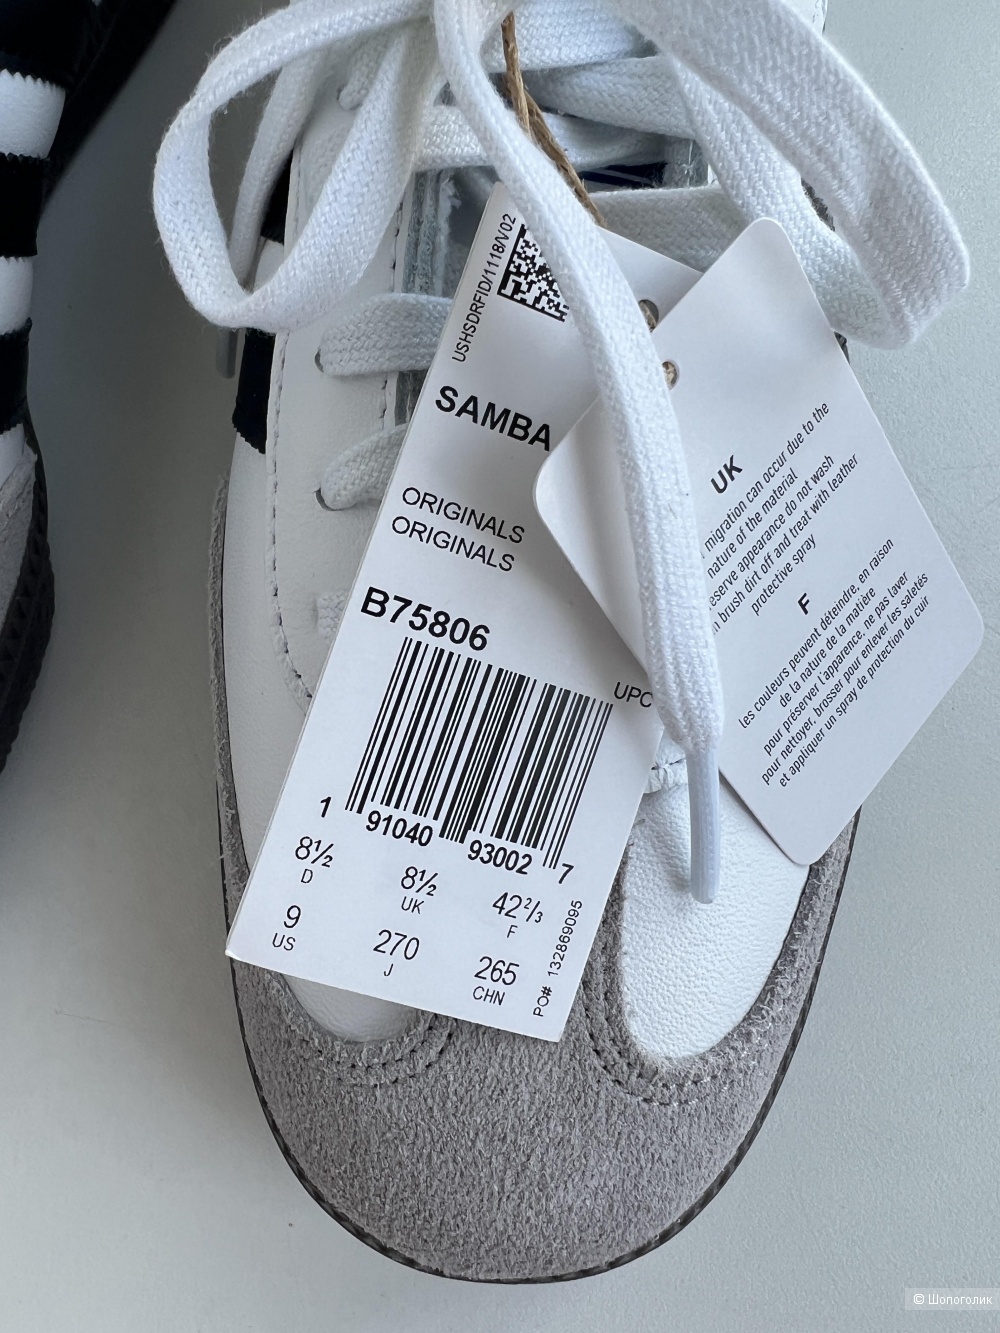 USHSDRFID/1118/V02
SAMBA
ORIGINALS
ORIGINALS
B75806
UPC
1 91040 93002 7
8½ D
8½ UK
42⅔ F
9 US
270 J
265 CHN
PO# 132869095
UK
migration can occur due to the
nature of the material
appearance do not wash
brush dirt off and treat with leather
protective spray
F
les couleurs peuvent déteindre, en raison
de la nature de la matière
pour préserver l'apparence, ne pas laver
pour nettoyer, brosser pour enlever les saletés
et appliquer un spray de protection du cuir
© Шопоголик